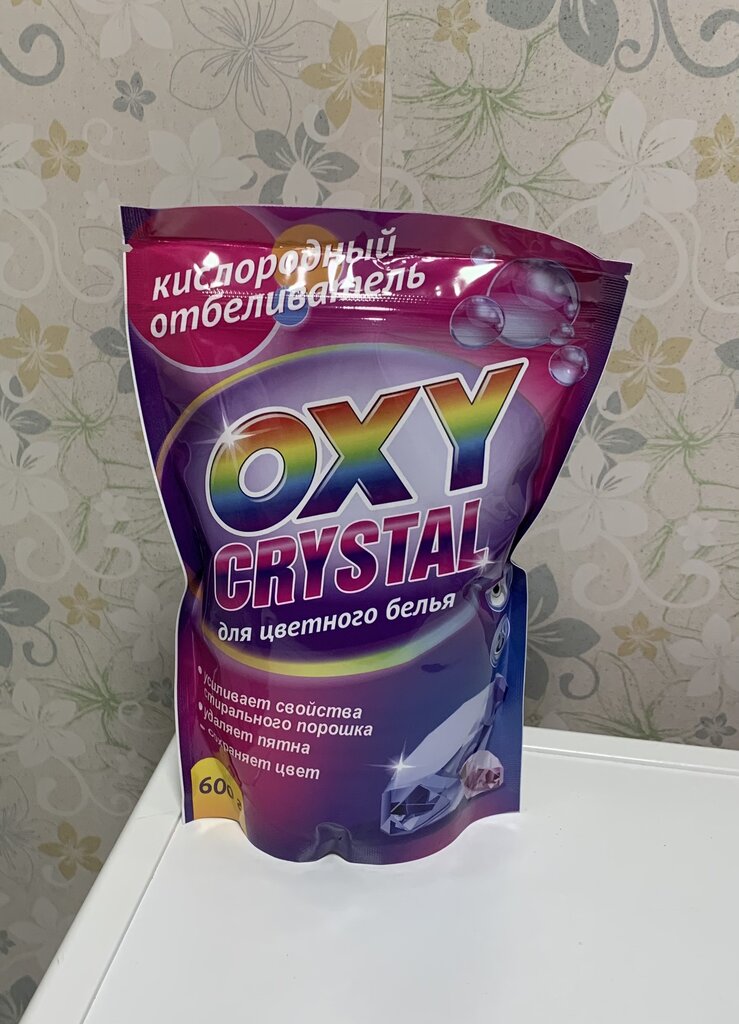 кислородный
отбеливатель
OXY
CRYSTAL
для цветного белья
усиливает свойства
стирального порошка
удаляет пятна
сохраняет цвет
600 г